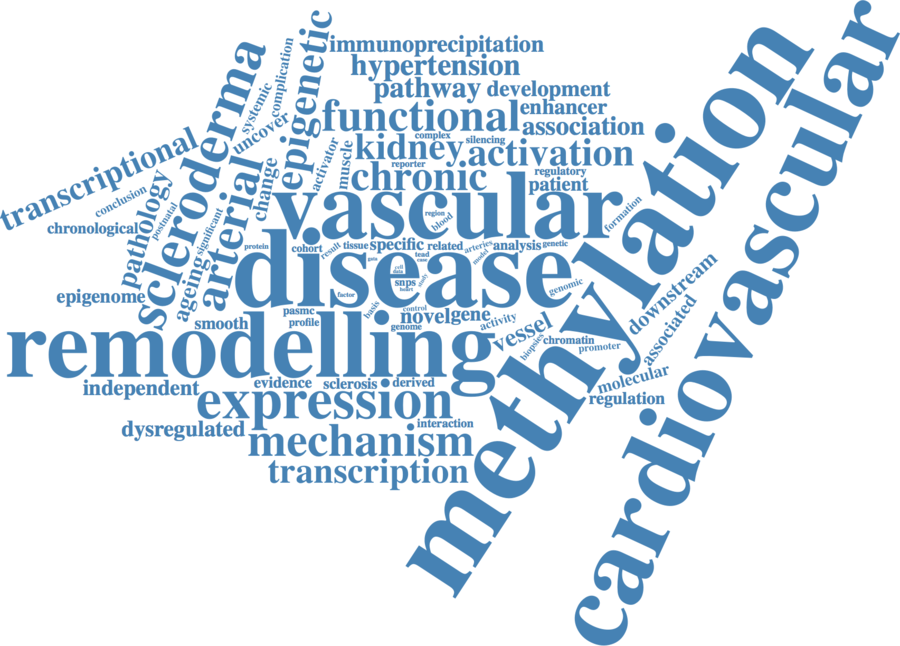 immunoprecipitation
hypertension
pathway development
functional
enhancer
association
complex
silencing
kidney
activation
reporter
regulatory
chronic
patient
epigenetic
complication
systemic
uncover
scleroderma
transcriptional
conclusion
chronological
pathology
postnatal
significant
ageing
arterial
change
activator
muscle
vascular
region
blood
formation
methylation
cardiovascular
protein
cohort
result
tissue
specific
related
arteries
analysis
genetic
gata
tead
case
model
disease
cell
data
snps
heart
study
genomic
epigenome
factor
basis
control
pasmc
profile
smooth
novelgene
genome
activity
vessel
biopsies
chromatin
promoter
downstream
associated
remodelling
molecular
regulation
independent
evidence
sclerosis
derived
expression
interaction
dysregulated
mechanism
transcription